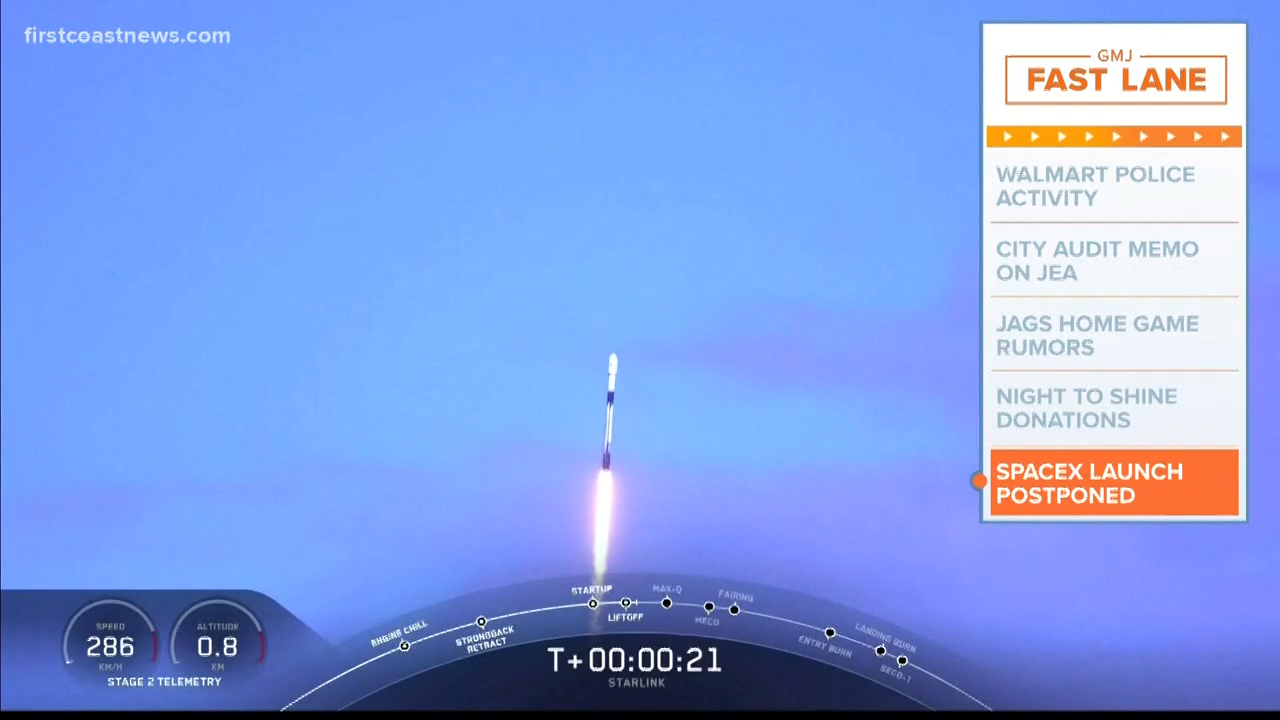 firstcoastnews.com
GMJ
FAST LANE
WALMART POLICE
ACTIVITY
CITY AUDIT MEMO
ON JEA
JAGS HOME GAME
RUMORS
NIGHT TO SHINE
DONATIONS
SPACEX LAUNCH
POSTPONED
SPEED
286
KM/H
ALTITUDE
0.8
KM
STAGE 2 TELEMETRY
ENGINE CHILL
STRONGBACK
RETRACT
STARTUP
LIFTOFF
MAX-Q
MECO
FAIRING
ENTRY BURN
LANDING BURN
SECO-1
T+00:00:21
STARLINK